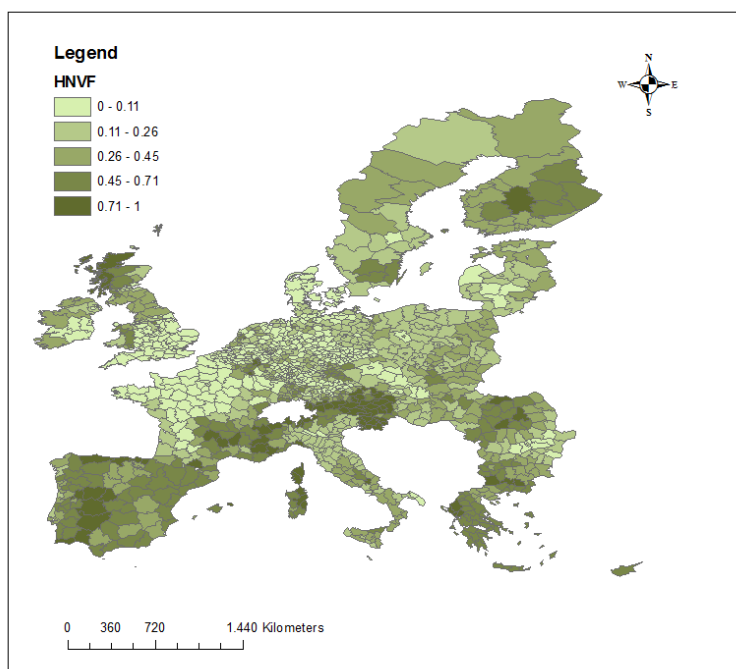 Legend
HNVF
0 - 0.11
0.11 - 0.26
0.26 - 0.45
0.45 - 0.71
0.71 - 1
N
W E
S
0 360 720 1.440 Kilometers